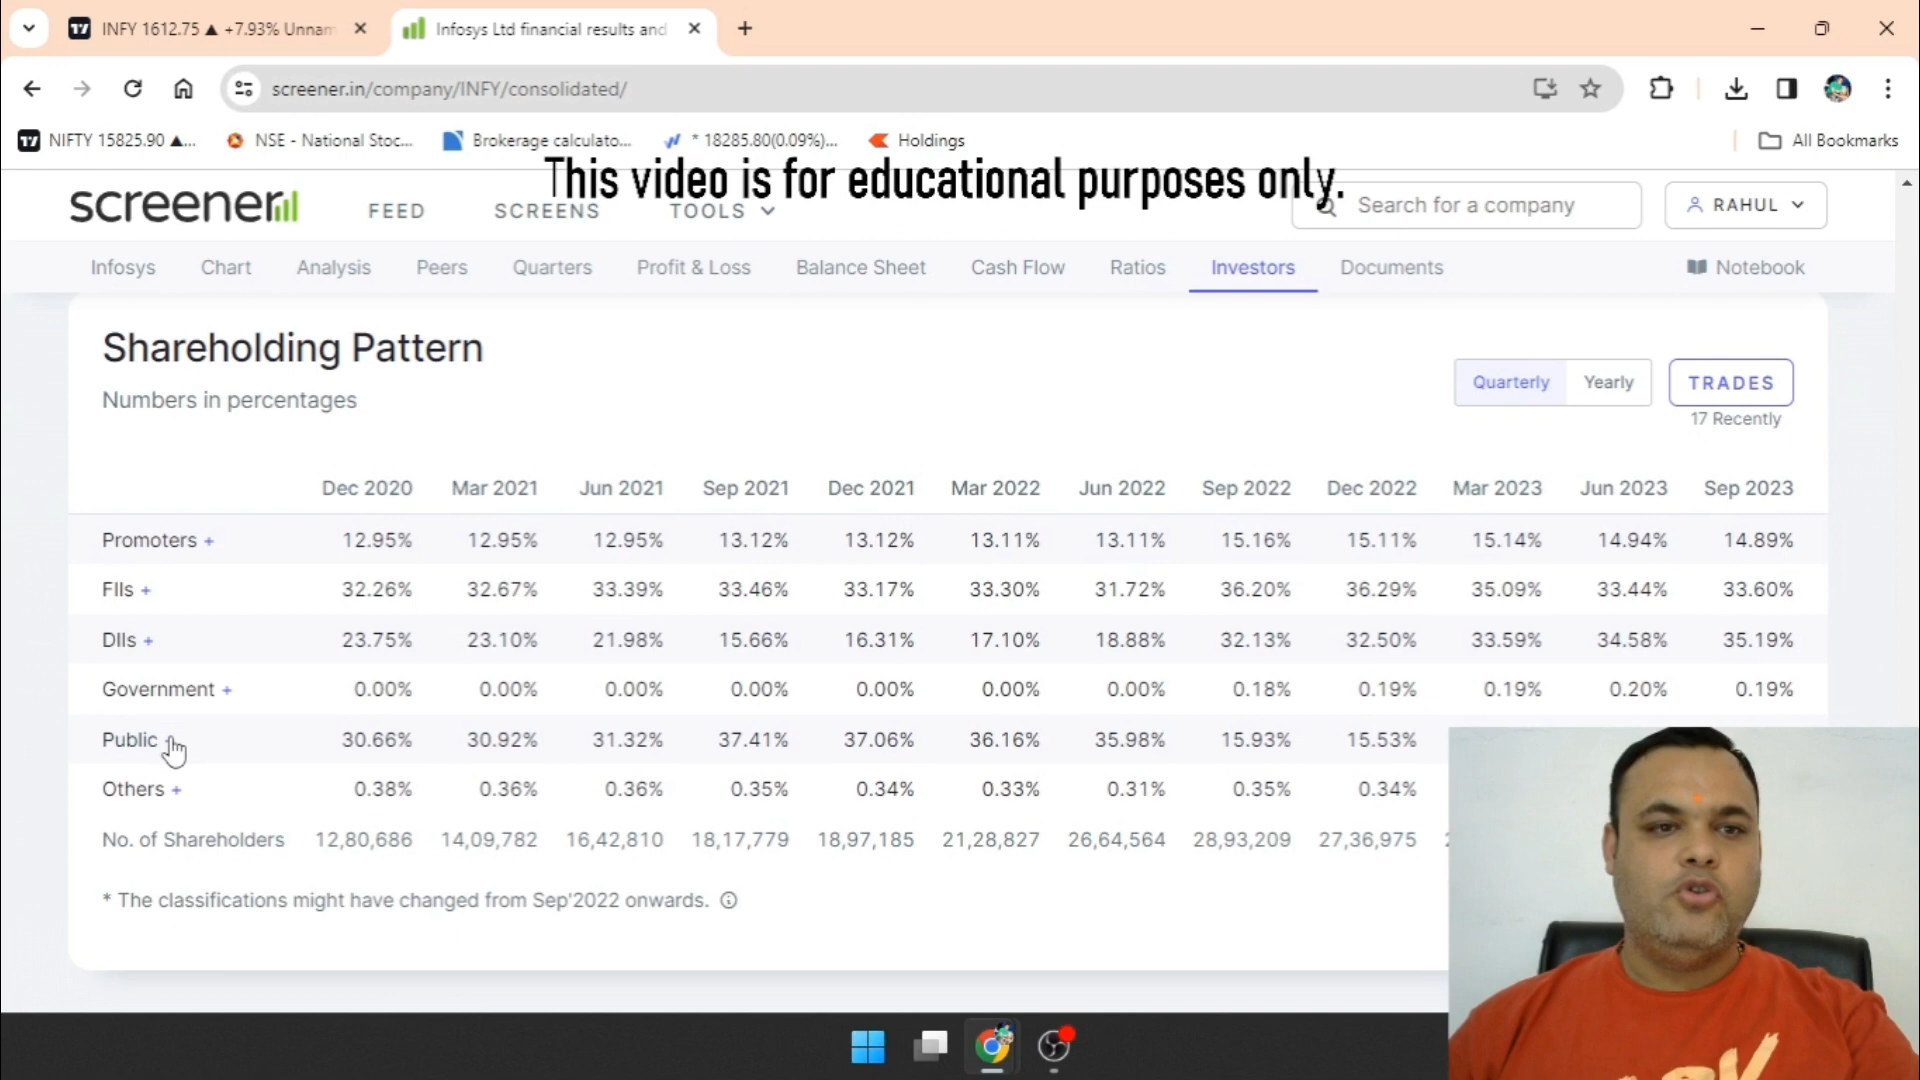 INFY 1612.75 ▲ +7.93% Unnam
Infosys Ltd financial results and
screener.in/company/INFY/consolidated/
NIFTY 15825.90 ▲...
NSE - National Stoc...
Brokerage calculato...
* 18285.80(0.09%)...
Holdings
All Bookmarks
This video is for educational purposes only.
screener
FEED
SCREENS
TOOLS
Search for a company
RAHUL
Infosys Chart Analysis Peers Quarters Profit & Loss Balance Sheet Cash Flow Ratios Investors Documents Notebook
Shareholding Pattern
Numbers in percentages
Quarterly Yearly
TRADES
17 Recently
Dec 2020 Mar 2021 Jun 2021 Sep 2021 Dec 2021 Mar 2022 Jun 2022 Sep 2022 Dec 2022 Mar 2023 Jun 2023 Sep 2023
Promoters + 12.95% 12.95% 12.95% 13.12% 13.12% 13.11% 13.11% 15.16% 15.11% 15.14% 14.94% 14.89%
FIIs + 32.26% 32.67% 33.39% 33.46% 33.17% 33.30% 31.72% 36.20% 36.29% 35.09% 33.44% 33.60%
DIIs + 23.75% 23.10% 21.98% 15.66% 16.31% 17.10% 18.88% 32.13% 32.50% 33.59% 34.58% 35.19%
Government + 0.00% 0.00% 0.00% 0.00% 0.00% 0.00% 0.00% 0.18% 0.19% 0.19% 0.20% 0.19%
Public 30.66% 30.92% 31.32% 37.41% 37.06% 36.16% 35.98% 15.93% 15.53%
Others + 0.38% 0.36% 0.36% 0.35% 0.34% 0.33% 0.31% 0.35% 0.34%
No. of Shareholders 12,80,686 14,09,782 16,42,810 18,17,779 18,97,185 21,28,827 26,64,564 28,93,209 27,36,975
* The classifications might have changed from Sep'2022 onwards.